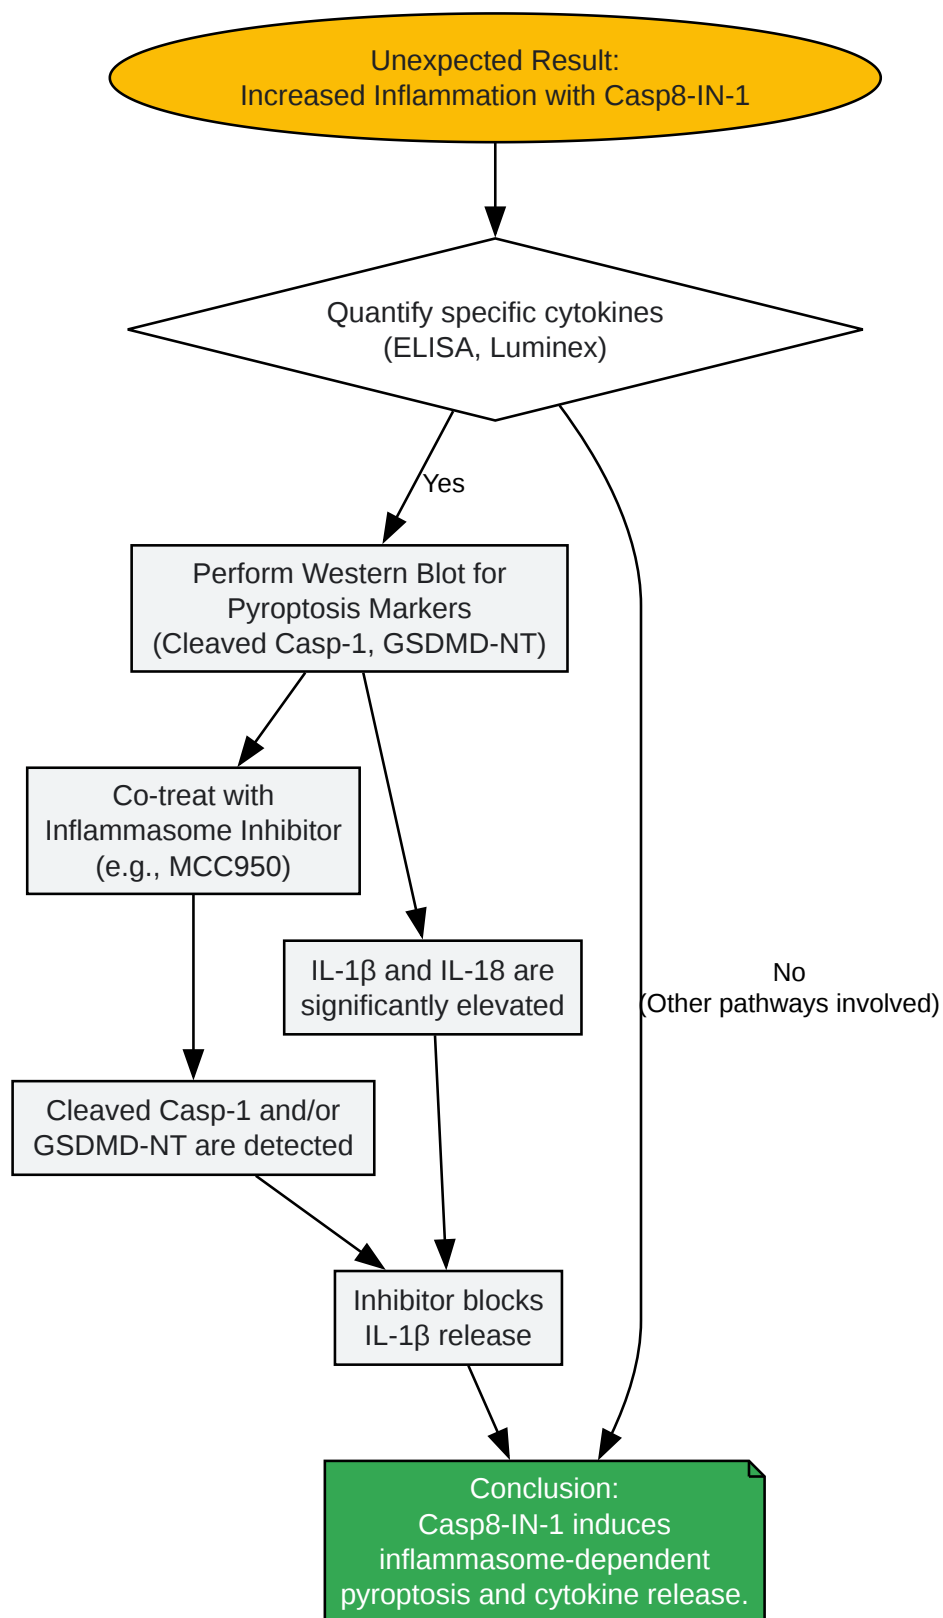 Unexpected Result:
Increased Inflammation with Casp8-IN-1
Quantify specific cytokines
(ELISA, Luminex)
Yes
Perform Western Blot for
Pyroptosis Markers
(Cleaved Casp-1, GSDMD-NT)
Co-treat with
Inflammasome Inhibitor
(e.g., MCC950)
IL-1β and IL-18 are
significantly elevated
No
(Other pathways involved)
Cleaved Casp-1 and/or
GSDMD-NT are detected
Inhibitor blocks
IL-1β release
Conclusion:
Casp8-IN-1 induces
inflammasome-dependent
pyroptosis and cytokine release.